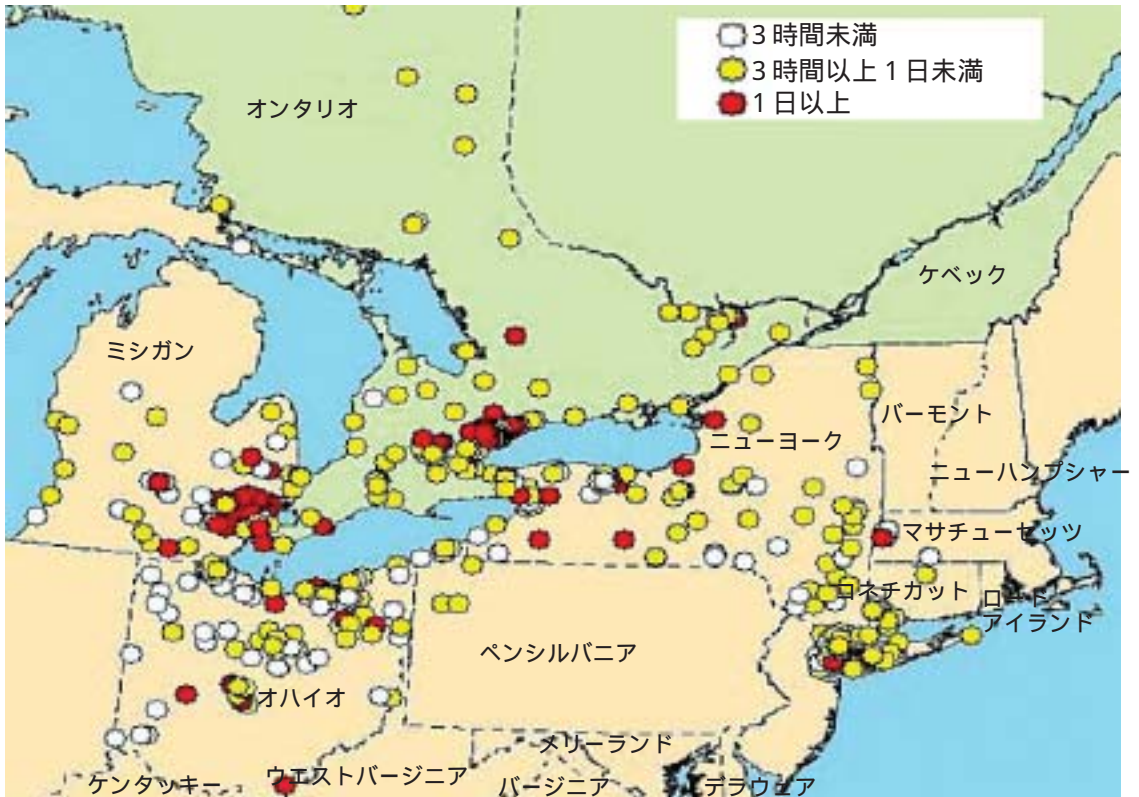 3時間未満
3時間以上1日未満
1日以上
オンタリオ
ケベック
ミシガン
バーモント
ニューヨーク
ニューハンプシャー
マサチューセッツ
コネチカット
ロード
アイランド
ペンシルバニア
オハイオ
メリーランド
ウエストバージニア
ケンタッキー
バージニア
デラウェア